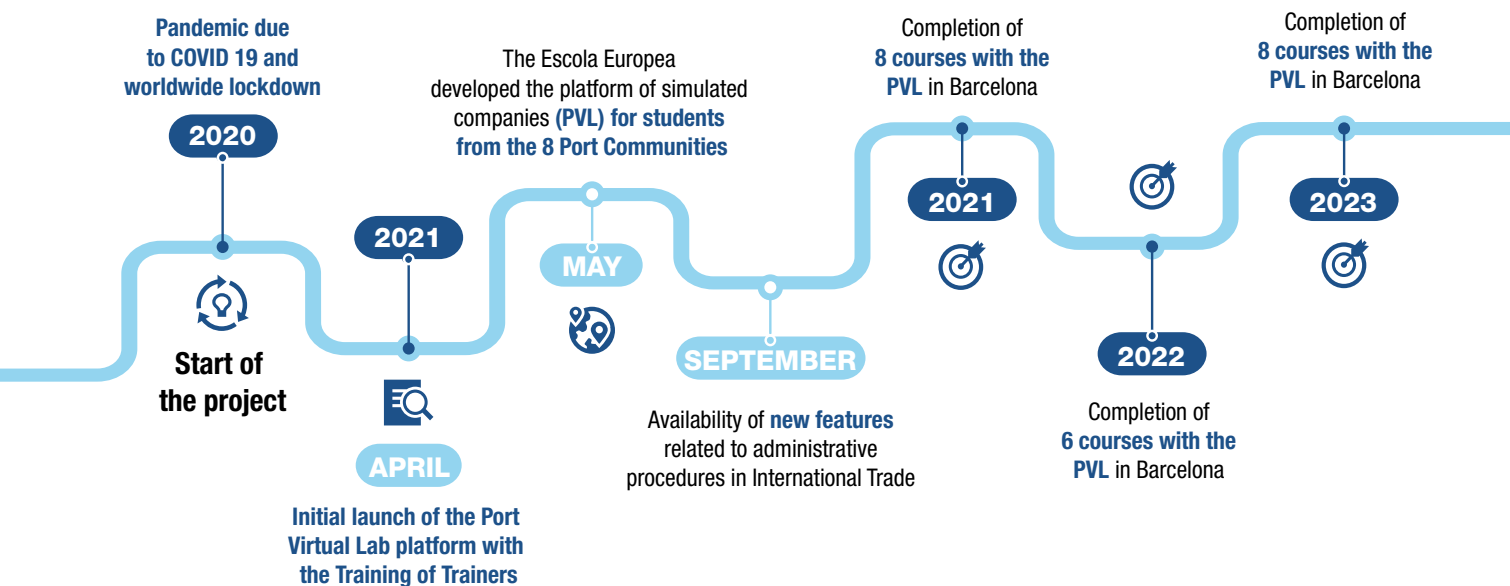 Pandemic due
to COVID 19 and
worldwide lockdown
2020
Start of
the project
2021
APRIL
Initial launch of the Port
Virtual Lab platform with
the Training of Trainers
The Escola Europea
developed the platform of simulated
companies (PVL) for students
from the 8 Port Communities
MAY
SEPTEMBER
Availability of new features
related to administrative
procedures in International Trade
Completion of
8 courses with the
PVL in Barcelona
2021
2022
Completion of
6 courses with the
PVL in Barcelona
Completion of
8 courses with the
PVL in Barcelona
2023